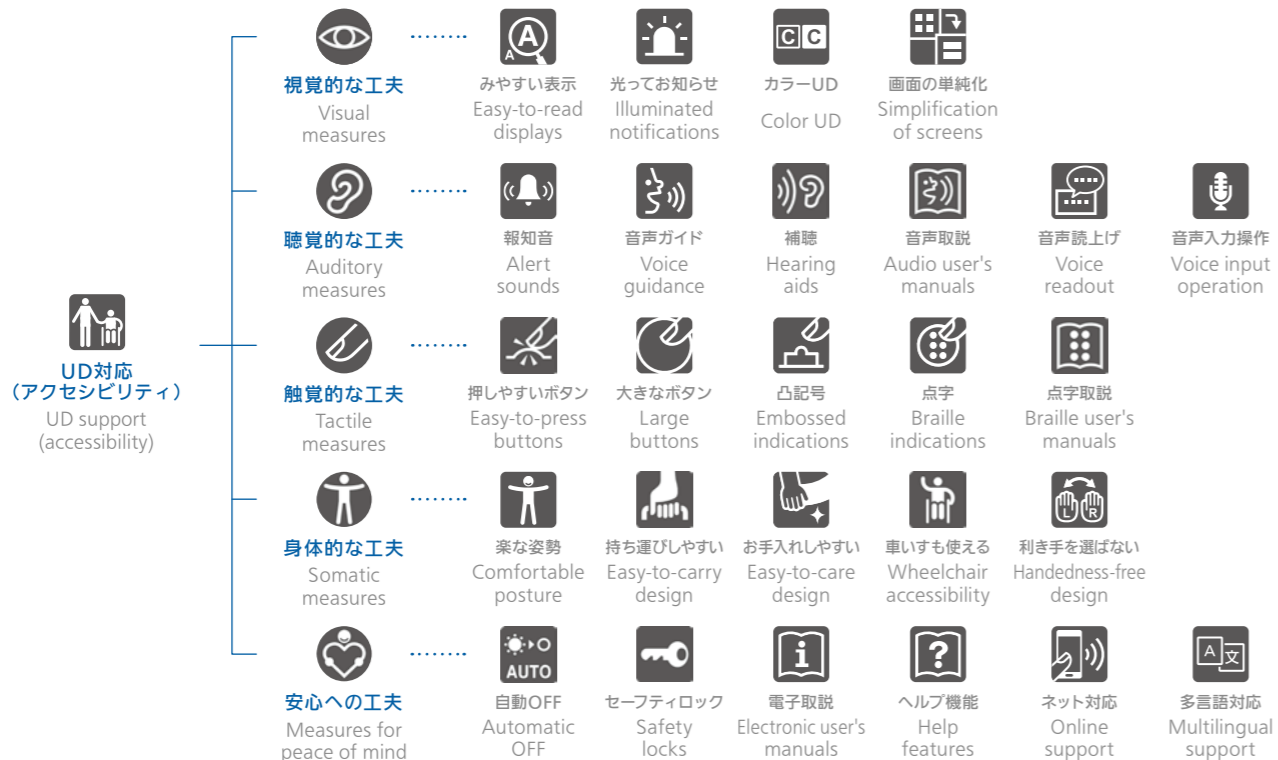 UD対応
（アクセシビリティ）
UD support
(accessibility)
視覚的な工夫
Visual
measures
A
A
みやすい表示
Easy-to-read
displays
光ってお知らせ
Illuminated
notifications
C C
カラーUD
Color UD
画面の単純化
Simplification
of screens
聴覚的な工夫
Auditory
measures
報知音
Alert
sounds
音声ガイド
Voice
guidance
補聴
Hearing
aids
音声取説
Audio user's
manuals
音声読上げ
Voice
readout
音声入力操作
Voice input
operation
触覚的な工夫
Tactile
measures
押しやすいボタン
Easy-to-press
buttons
大きなボタン
Large
buttons
凸記号
Embossed
indications
点字
Braille
indications
点字取説
Braille user's
manuals
身体的な工夫
Somatic
measures
楽な姿勢
Comfortable
posture
持ち運びしやすい
Easy-to-carry
design
お手入れしやすい
Easy-to-care
design
車いすも使える
Wheelchair
accessibility
L R
利き手を選ばない
Handedness-free
design
安心への工夫
Measures for
peace of mind
AUTO
自動OFF
Automatic
OFF
セーフティロック
Safety
locks
i
電子取説
Electronic user's
manuals
?
ヘルプ機能
Help
features
ネット対応
Online
support
A 文
多言語対応
Multilingual
support